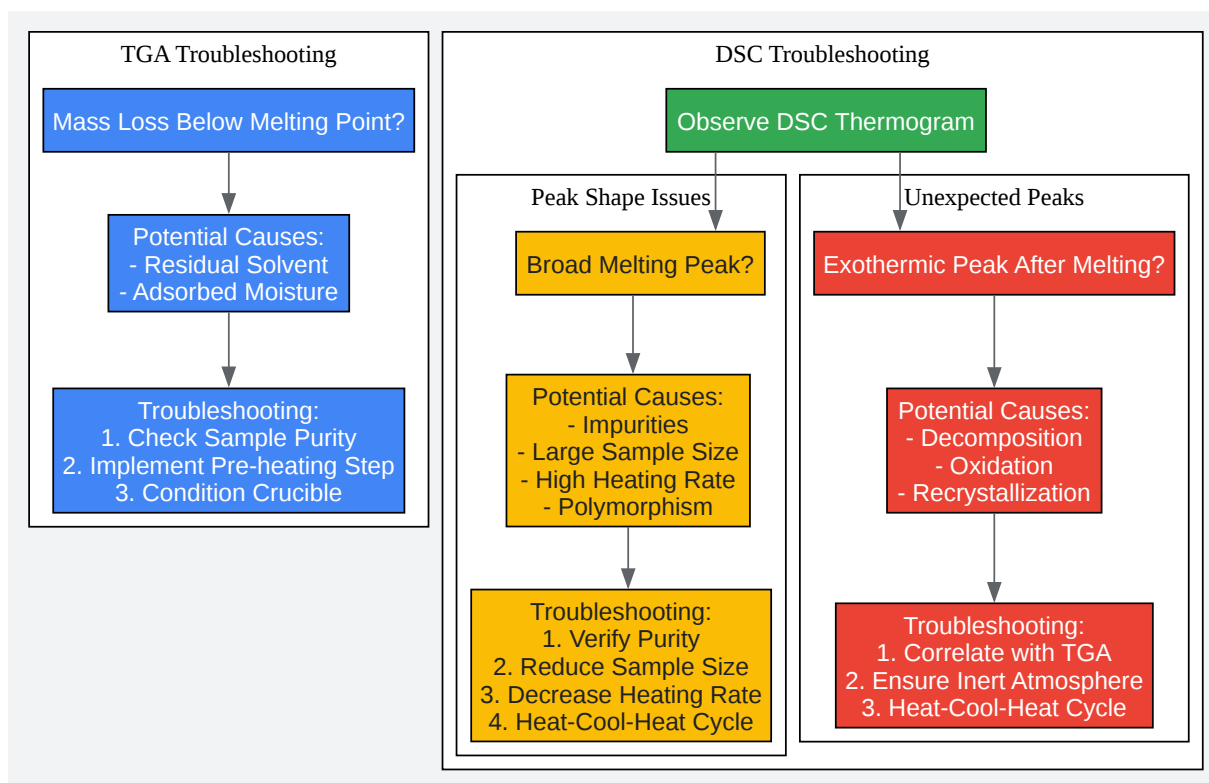 TGA Troubleshooting
Mass Loss Below Melting Point?
Potential Causes:
- Residual Solvent
- Adsorbed Moisture
Troubleshooting:
1. Check Sample Purity
2. Implement Pre-heating Step
3. Condition Crucible
DSC Troubleshooting
Observe DSC Thermogram
Peak Shape Issues
Broad Melting Peak?
Potential Causes:
- Impurities
- Large Sample Size
- High Heating Rate
- Polymorphism
Troubleshooting:
1. Verify Purity
2. Reduce Sample Size
3. Decrease Heating Rate
4. Heat-Cool-Heat Cycle
Unexpected Peaks
Exothermic Peak After Melting?
Potential Causes:
- Decomposition
- Oxidation
- Recrystallization
Troubleshooting:
1. Correlate with TGA
2. Ensure Inert Atmosphere
3. Heat-Cool-Heat Cycle